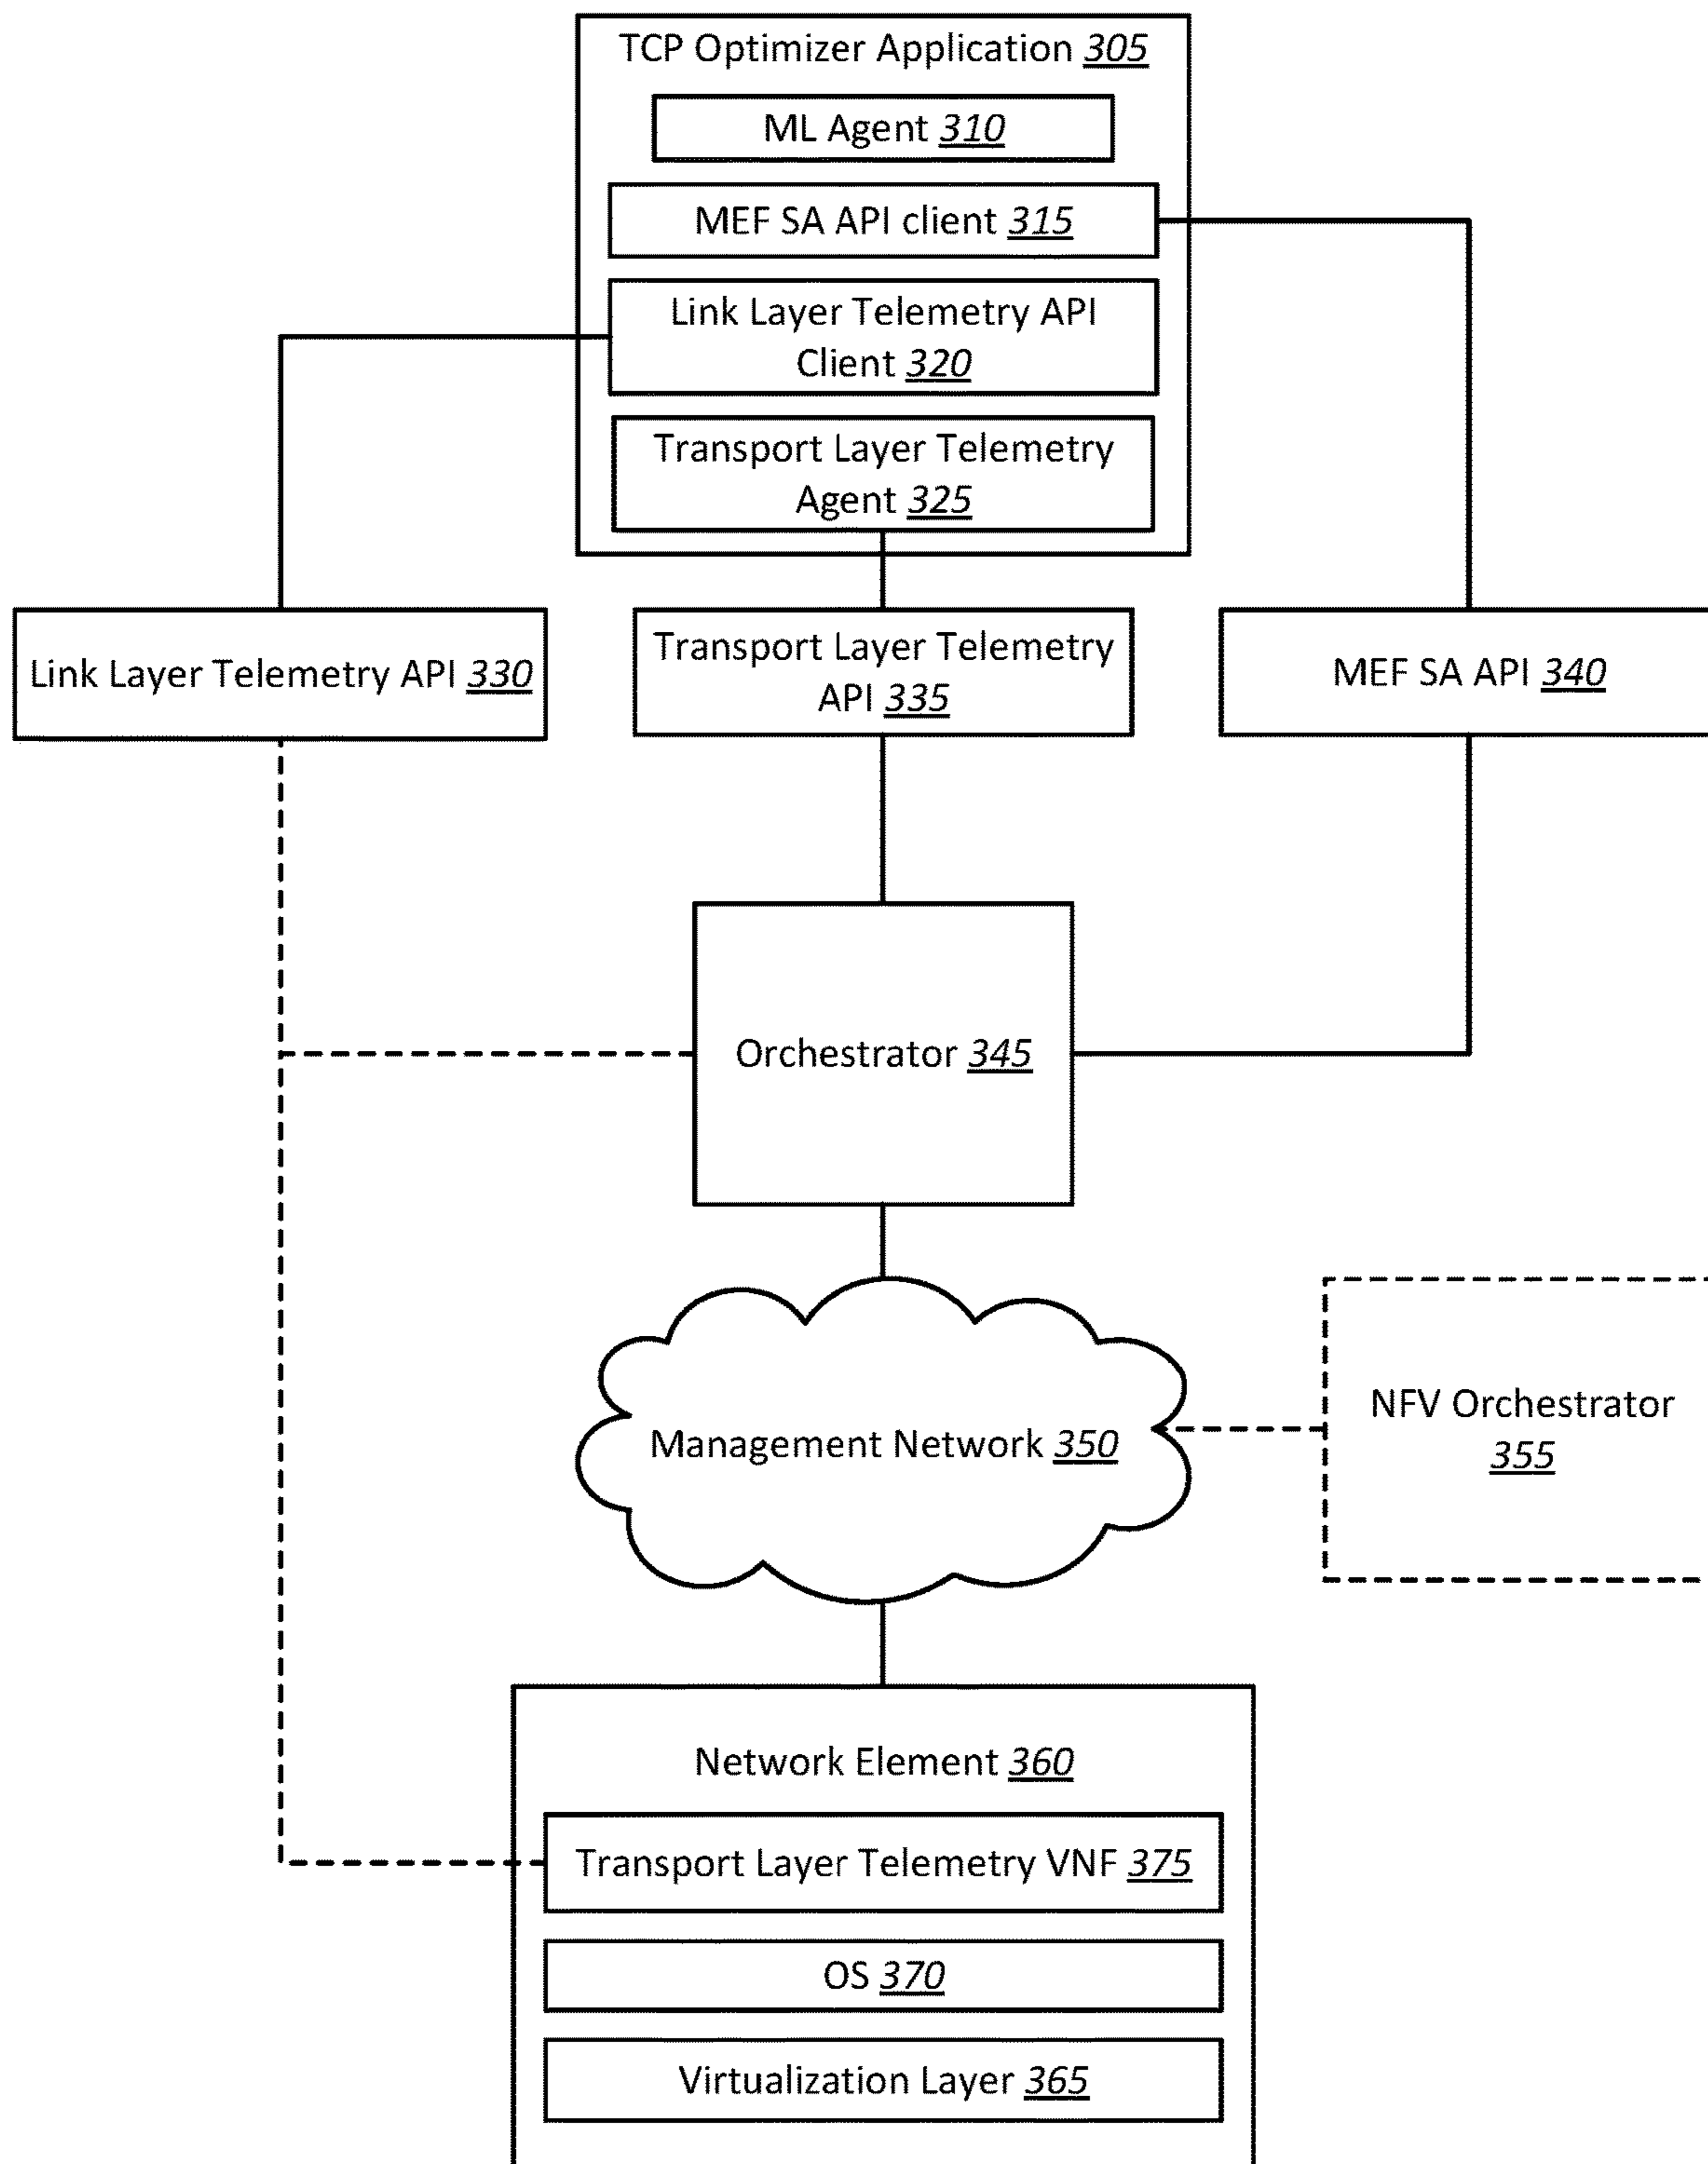 TCP Optimizer Application 305
ML Agent 310
MEF SA API client 315
Link Layer Telemetry API
Client 320
Transport Layer Telemetry
Agent 325
Link Layer Telemetry API 330
Transport Layer Telemetry
API 335
MEF SA API 340
Orchestrator 345
Management Network 350
NFV Orchestrator
355
Network Element 360
Transport Layer Telemetry VNF 375
OS 370
Virtualization Layer 365